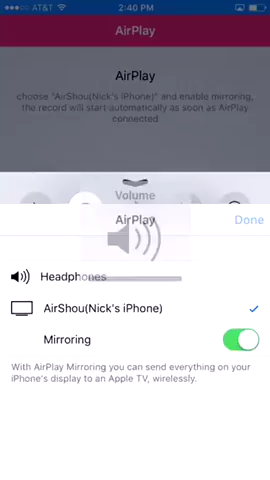 AT&T 2:40 PM
AirPlay
AirPlay
choose "AirShou(Nick's iPhone)" and enable mirroring,
the record will start automatically as soon as AirPlay
connected
Volume
AirPlay Done
Headphones
AirShou(Nick's iPhone)
Mirroring
With AirPlay Mirroring you can send everything on your
iPhone's display to an Apple TV, wirelessly.